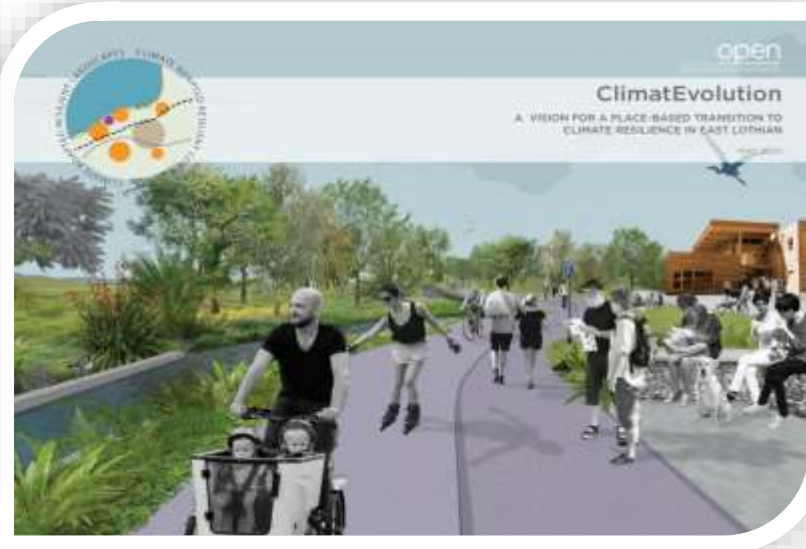 open
ClimatEvolution
A VISION FOR A PLACE-BASED TRANSITION TO
CLIMATE RESILIENCE IN EAST LOTHIAN